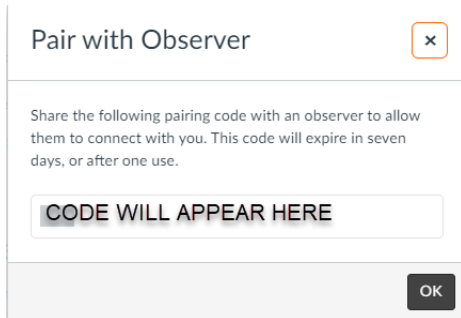 Pair with Observer
×
Share the following pairing code with an observer to allow
them to connect with you. This code will expire in seven
days, or after one use.
CODE WILL APPEAR HERE
OK